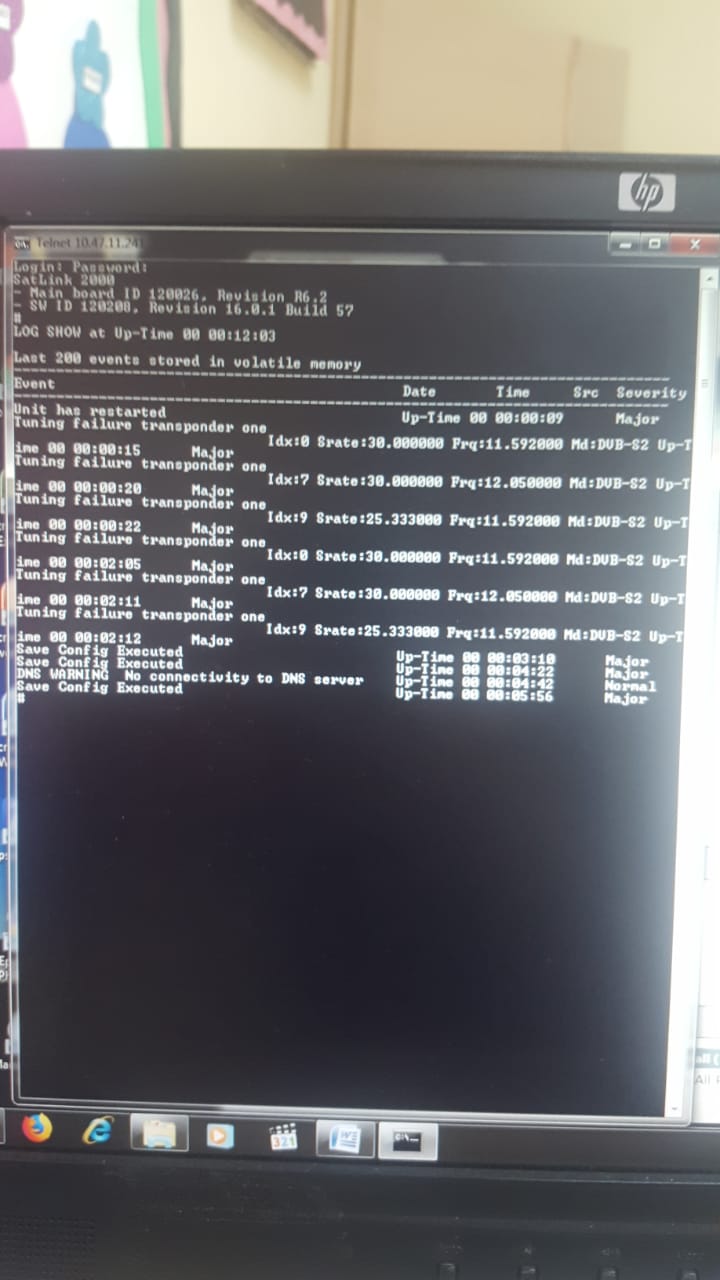 hp
Telnet 10.47.11.241
Login: Password:
SatLink 2000
- Main board ID 120026, Revision R6.2
- SW ID 120208, Revision 16.0.1 Build 57
#
LOG SHOW at Up-Time 00 00:12:03
Last 200 events stored in volatile memory
Event Date Time Src Severity
Unit has restarted Up-Time 00 00:00:09 Major
Tuning failure transponder one
Idx:0 Srate:30.000000 Frq:11.592000 Md:DVB-S2 Up-T
ime 00 00:00:15 Major
Tuning failure transponder one
Idx:7 Srate:30.000000 Frq:12.050000 Md:DVB-S2 Up-T
ime 00 00:00:20 Major
Tuning failure transponder one
Idx:9 Srate:25.333000 Frq:11.592000 Md:DVB-S2 Up-T
ime 00 00:00:22 Major
Tuning failure transponder one
Idx:0 Srate:30.000000 Frq:11.592000 Md:DVB-S2 Up-T
ime 00 00:02:05 Major
Tuning failure transponder one
Idx:7 Srate:30.000000 Frq:12.050000 Md:DVB-S2 Up-T
ime 00 00:02:11 Major
Tuning failure transponder one
Idx:9 Srate:25.333000 Frq:11.592000 Md:DVB-S2 Up-T
ime 00 00:02:12 Major
Save Config Executed Up-Time 00 00:03:10 Major
Save Config Executed Up-Time 00 00:04:22 Major
DNS WARNING No connectivity to DNS server Up-Time 00 00:04:42 Normal
Save Config Executed Up-Time 00 00:05:56 Major
#
321